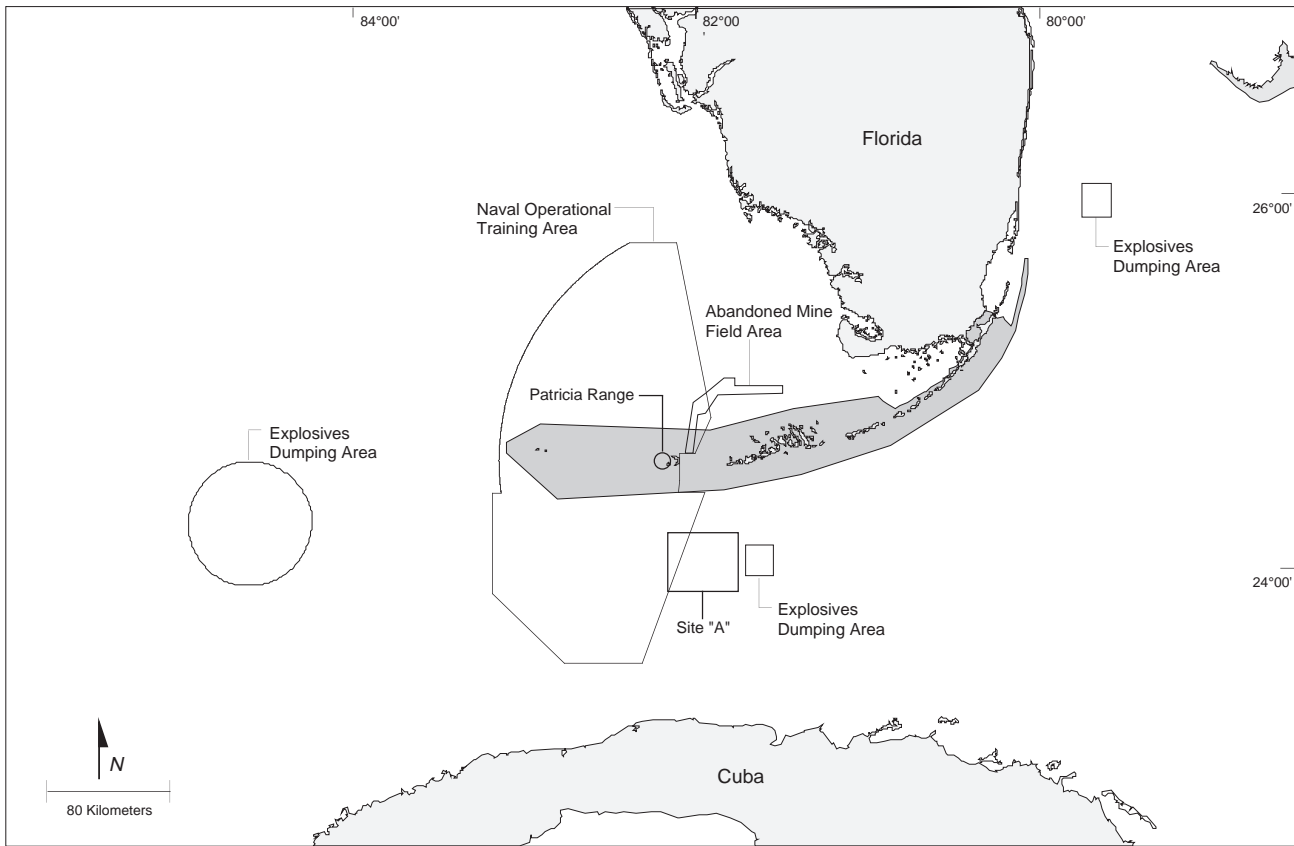 84°00'
82°00
80°00'
Florida
26°00'
Naval Operational
Training Area
Explosives
Dumping Area
Abandoned Mine
Field Area
Patricia Range
Explosives
Dumping Area
24°00'
Explosives
Dumping Area
Site "A"
N
Cuba
80 Kilometers